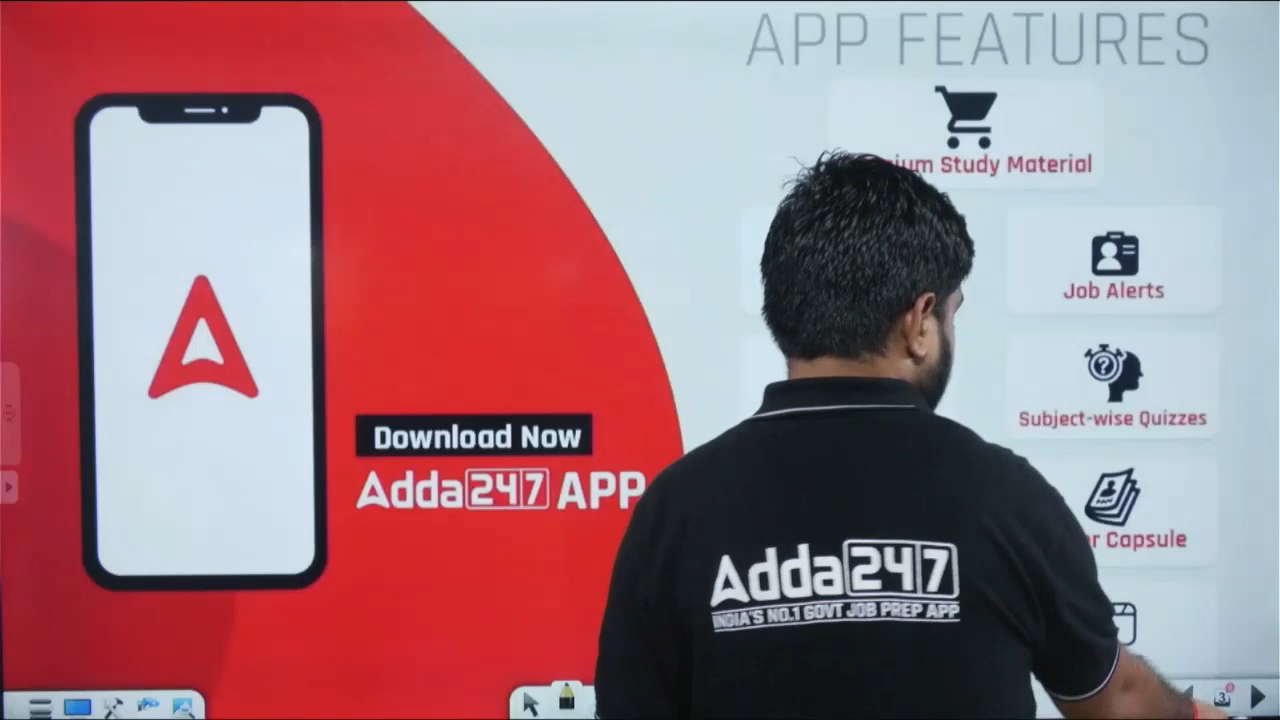 APP FEATURES
Study Material
Job Alerts
Subject-wise Quizzes
Capsule
Download Now
Adda247 APP
Adda247
INDIA'S NO.1 GOVT JOB PREP APP
3